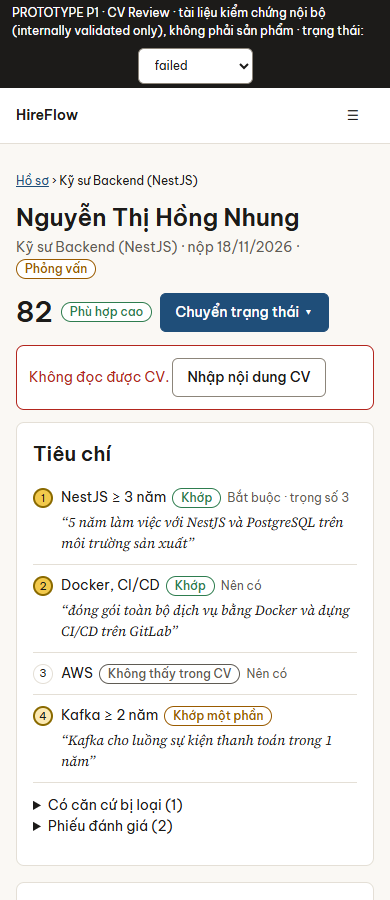 PROTOTYPE P1 · CV Review · tài liệu kiểm chứng nội bộ
(internally validated only), không phải sản phẩm · trạng thái:
failed
HireFlow
☰
Hồ sơ › Kỹ sư Backend (NestJS)
Nguyễn Thị Hồng Nhung
Kỹ sư Backend (NestJS) · nộp 18/11/2026 ·
Phỏng vấn
82 Phù hợp cao Chuyển trạng thái ▾
Không đọc được CV. Nhập nội dung CV
Tiêu chí
1 NestJS ≥ 3 năm Khớp Bắt buộc · trọng số 3
“5 năm làm việc với NestJS và PostgreSQL trên
môi trường sản xuất”
2 Docker, CI/CD Khớp Nên có
“đóng gói toàn bộ dịch vụ bằng Docker và dựng
CI/CD trên GitLab”
3 AWS Không thấy trong CV Nên có
4 Kafka ≥ 2 năm Khớp một phần
“Kafka cho luồng sự kiện thanh toán trong 1
năm”
▶ Có căn cứ bị loại (1)
▶ Phiếu đánh giá (2)